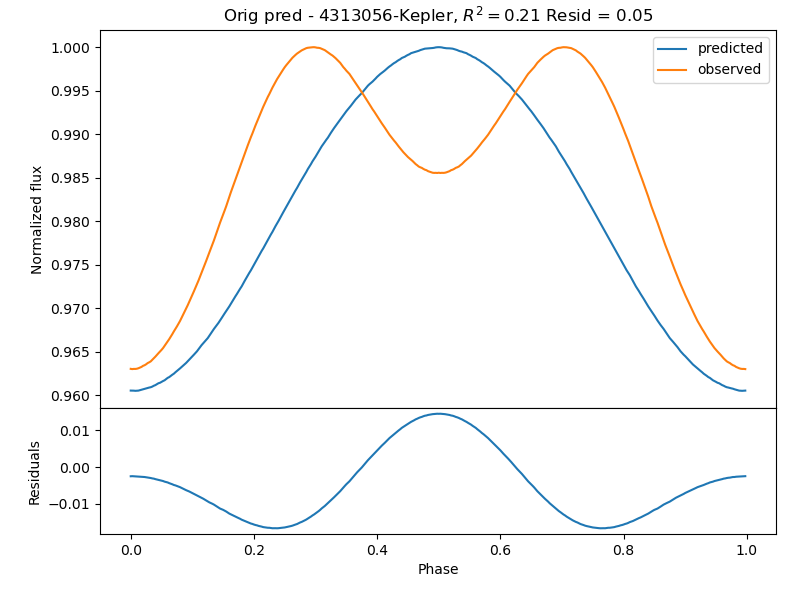 Orig pred - 4313056-Kepler, R² = 0.21 Resid = 0.05
predicted
observed
1.000
0.995
0.990
0.985
0.980
0.975
0.970
0.965
0.960
Normalized flux
0.01
0.00
−0.01
Residuals
0.0 0.2 0.4 0.6 0.8 1.0
Phase